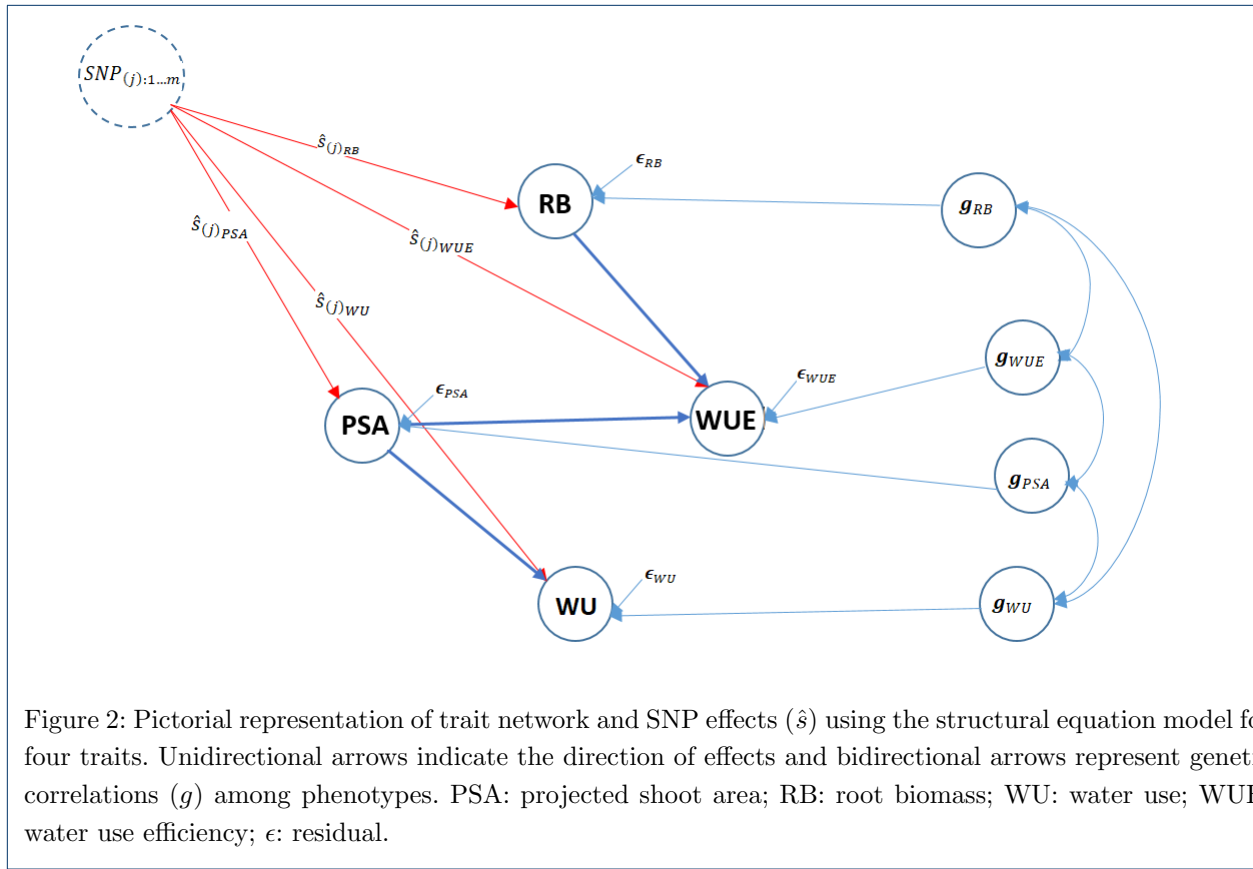 SNP(j):1...m
ŝ(j)RB
ϵRB
RB
gRB
ŝ(j)PSA
ŝ(j)WUE
ŝ(j)WU
gWUE
ϵWUE
ϵPSA
PSA
WUE
gPSA
ϵWU
WU
gWU
Figure 2: Pictorial representation of trait network and SNP effects (ŝ) using the structural equation model fo
four traits. Unidirectional arrows indicate the direction of effects and bidirectional arrows represent geneti
correlations (g) among phenotypes. PSA: projected shoot area; RB: root biomass; WU: water use; WUE
water use efficiency; ϵ: residual.